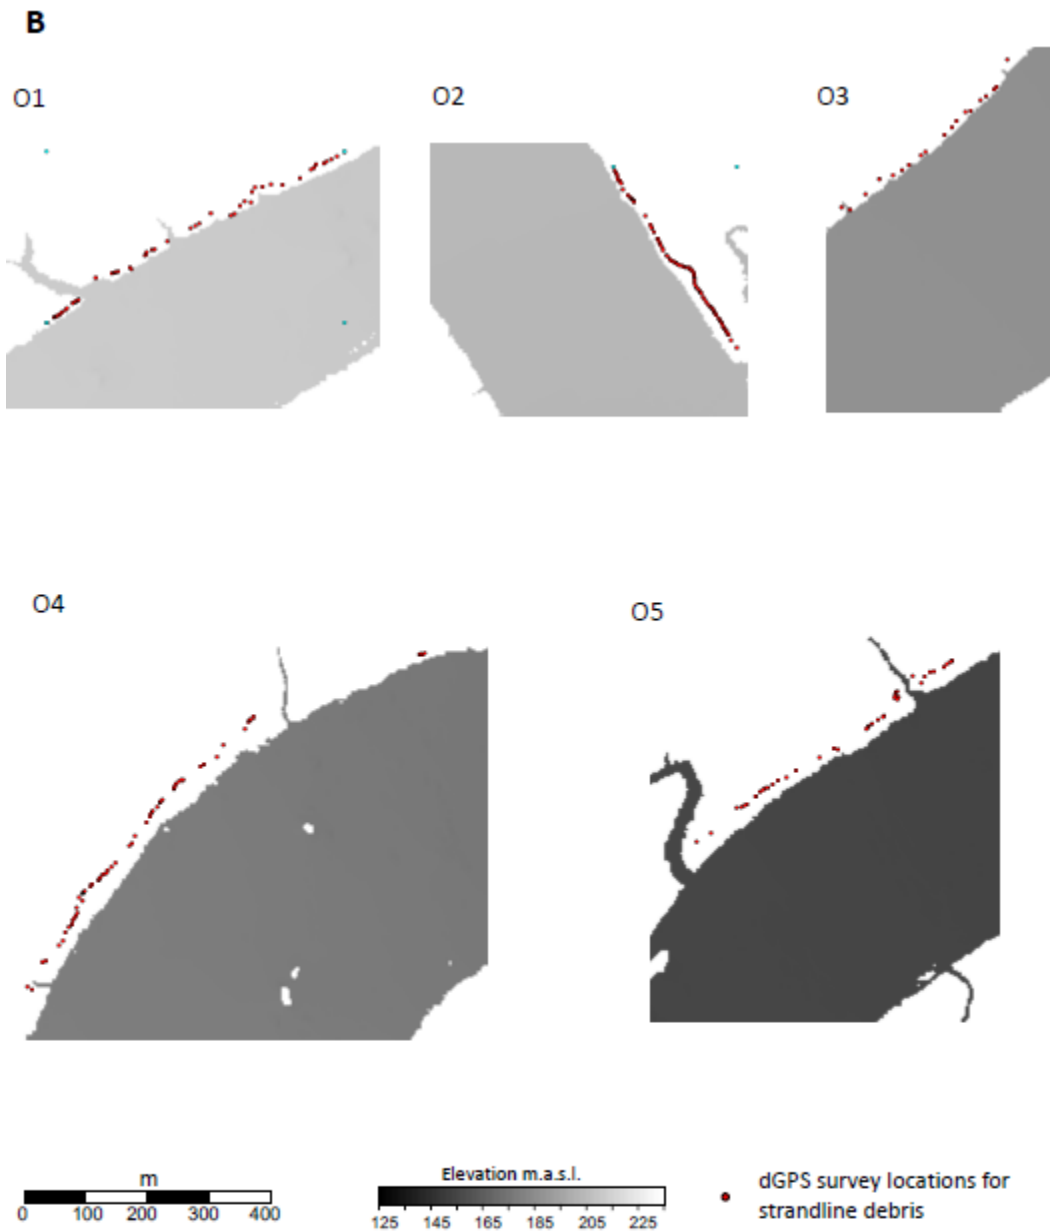 B
O1
O2
O3
O4
O5
m
0 100 200 300 400
Elevation m.a.s.l.
125 145 165 185 205 225
dGPS survey locations for
strandline debris